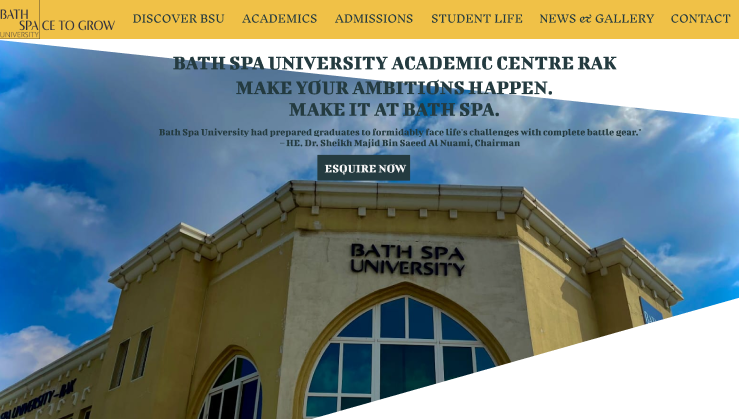 BATH
SPACE TO GROW
UNIVERSITY
DISCOVER BSU ACADEMICS ADMISSIONS STUDENT LIFE NEWS & GALLERY CONTACT
BATH SPA UNIVERSITY ACADEMIC CENTRE RAK
MAKE YOUR AMBITIONS HAPPEN.
MAKE IT AT BATH SPA.
Bath Spa University had prepared graduates to formidably face life's challenges with complete battle gear."
– HE. Dr. Sheikh Majid Bin Saeed Al Nuami, Chairman
ESQUIRE NOW
BATH SPA
UNIVERSITY
UNIVERSITY-RAK